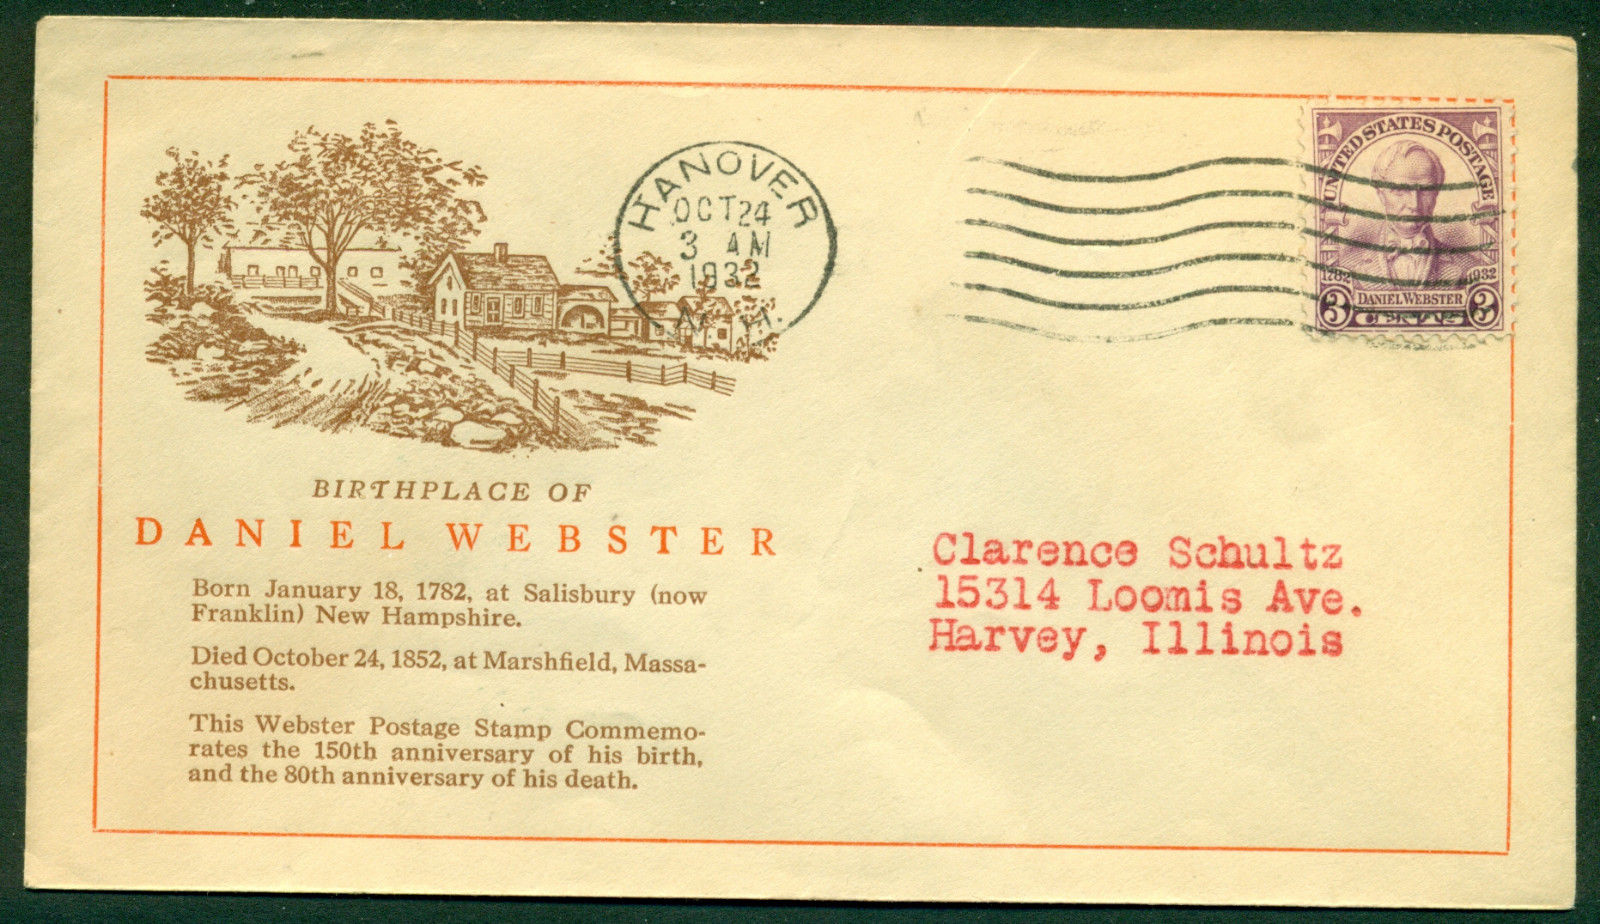 HANOVER
OCT 24
3 AM
1932
N. H.
UNITED STATES POSTAGE
1782 1932
3 DANIEL WEBSTER 3
BIRTHPLACE OF
DANIEL WEBSTER
Born January 18, 1782, at Salisbury (now
Franklin) New Hampshire.
Died October 24, 1852, at Marshfield, Massa-
chusetts.
This Webster Postage Stamp Commemo-
rates the 150th anniversary of his birth,
and the 80th anniversary of his death.
Clarence Schultz
15314 Loomis Ave.
Harvey, Illinois